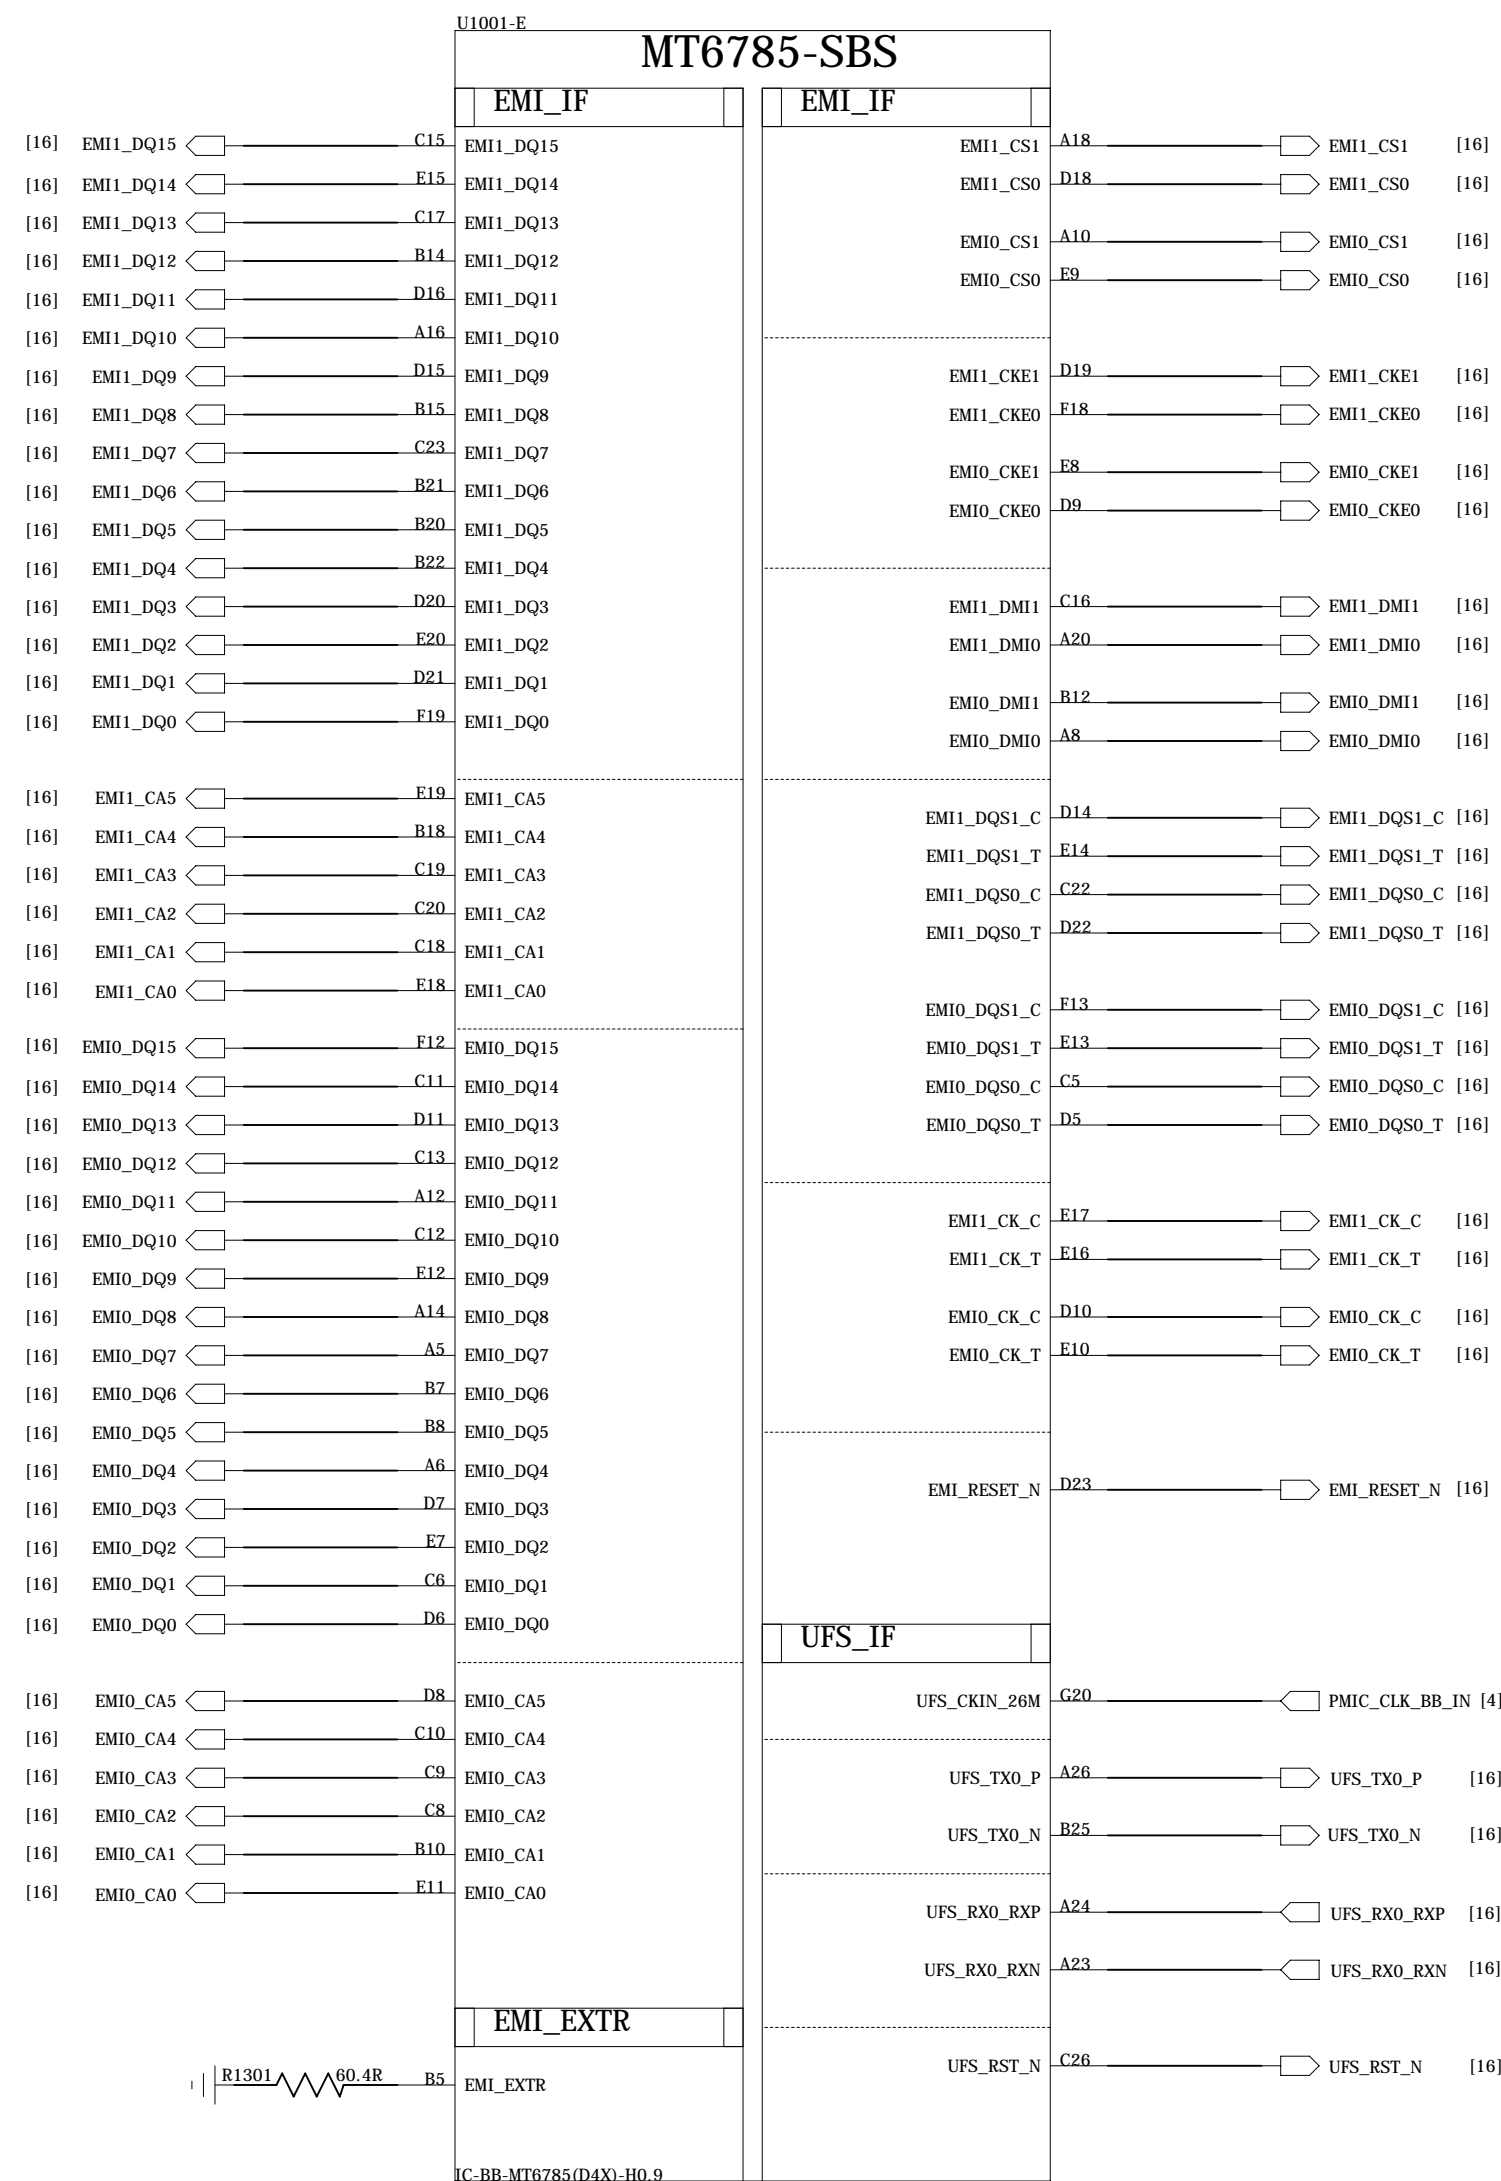 U1001-E
MT6785-SBS
EMI_IF
EMI_IF
[16] EMI1_DQ15 C15 EMI1_DQ15
[16] EMI1_DQ14 E15 EMI1_DQ14
[16] EMI1_DQ13 C17 EMI1_DQ13
[16] EMI1_DQ12 B14 EMI1_DQ12
[16] EMI1_DQ11 D16 EMI1_DQ11
[16] EMI1_DQ10 A16 EMI1_DQ10
[16] EMI1_DQ9 D15 EMI1_DQ9
[16] EMI1_DQ8 B15 EMI1_DQ8
[16] EMI1_DQ7 C23 EMI1_DQ7
[16] EMI1_DQ6 B21 EMI1_DQ6
[16] EMI1_DQ5 B20 EMI1_DQ5
[16] EMI1_DQ4 B22 EMI1_DQ4
[16] EMI1_DQ3 D20 EMI1_DQ3
[16] EMI1_DQ2 E20 EMI1_DQ2
[16] EMI1_DQ1 D21 EMI1_DQ1
[16] EMI1_DQ0 F19 EMI1_DQ0
[16] EMI1_CA5 E19 EMI1_CA5
[16] EMI1_CA4 B18 EMI1_CA4
[16] EMI1_CA3 C19 EMI1_CA3
[16] EMI1_CA2 C20 EMI1_CA2
[16] EMI1_CA1 C18 EMI1_CA1
[16] EMI1_CA0 E18 EMI1_CA0
[16] EMI0_DQ15 F12 EMI0_DQ15
[16] EMI0_DQ14 C11 EMI0_DQ14
[16] EMI0_DQ13 D11 EMI0_DQ13
[16] EMI0_DQ12 C13 EMI0_DQ12
[16] EMI0_DQ11 A12 EMI0_DQ11
[16] EMI0_DQ10 C12 EMI0_DQ10
[16] EMI0_DQ9 E12 EMI0_DQ9
[16] EMI0_DQ8 A14 EMI0_DQ8
[16] EMI0_DQ7 A5 EMI0_DQ7
[16] EMI0_DQ6 B7 EMI0_DQ6
[16] EMI0_DQ5 B8 EMI0_DQ5
[16] EMI0_DQ4 A6 EMI0_DQ4
[16] EMI0_DQ3 D7 EMI0_DQ3
[16] EMI0_DQ2 E7 EMI0_DQ2
[16] EMI0_DQ1 C6 EMI0_DQ1
[16] EMI0_DQ0 D6 EMI0_DQ0
[16] EMI0_CA5 D8 EMI0_CA5
[16] EMI0_CA4 C10 EMI0_CA4
[16] EMI0_CA3 C9 EMI0_CA3
[16] EMI0_CA2 C8 EMI0_CA2
[16] EMI0_CA1 B10 EMI0_CA1
[16] EMI0_CA0 E11 EMI0_CA0
EMI_EXTR
R1301 60.4R B5 EMI_EXTR
IC-BB-MT6785(D4X)-H0.9
EMI1_CS1 A18 EMI1_CS1 [16]
EMI1_CS0 D18 EMI1_CS0 [16]
EMI0_CS1 A10 EMI0_CS1 [16]
EMI0_CS0 E9 EMI0_CS0 [16]
EMI1_CKE1 D19 EMI1_CKE1 [16]
EMI1_CKE0 F18 EMI1_CKE0 [16]
EMI0_CKE1 E8 EMI0_CKE1 [16]
EMI0_CKE0 D9 EMI0_CKE0 [16]
EMI1_DMI1 C16 EMI1_DMI1 [16]
EMI1_DMI0 A20 EMI1_DMI0 [16]
EMI0_DMI1 B12 EMI0_DMI1 [16]
EMI0_DMI0 A8 EMI0_DMI0 [16]
EMI1_DQS1_C D14 EMI1_DQS1_C [16]
EMI1_DQS1_T E14 EMI1_DQS1_T [16]
EMI1_DQS0_C C22 EMI1_DQS0_C [16]
EMI1_DQS0_T D22 EMI1_DQS0_T [16]
EMI0_DQS1_C F13 EMI0_DQS1_C [16]
EMI0_DQS1_T E13 EMI0_DQS1_T [16]
EMI0_DQS0_C C5 EMI0_DQS0_C [16]
EMI0_DQS0_T D5 EMI0_DQS0_T [16]
EMI1_CK_C E17 EMI1_CK_C [16]
EMI1_CK_T E16 EMI1_CK_T [16]
EMI0_CK_C D10 EMI0_CK_C [16]
EMI0_CK_T E10 EMI0_CK_T [16]
EMI_RESET_N D23 EMI_RESET_N [16]
UFS_IF
UFS_CKIN_26M G20 PMIC_CLK_BB_IN [4]
UFS_TX0_P A26 UFS_TX0_P [16]
UFS_TX0_N B25 UFS_TX0_N [16]
UFS_RX0_RXP A24 UFS_RX0_RXP [16]
UFS_RX0_RXN A23 UFS_RX0_RXN [16]
UFS_RST_N C26 UFS_RST_N [16]